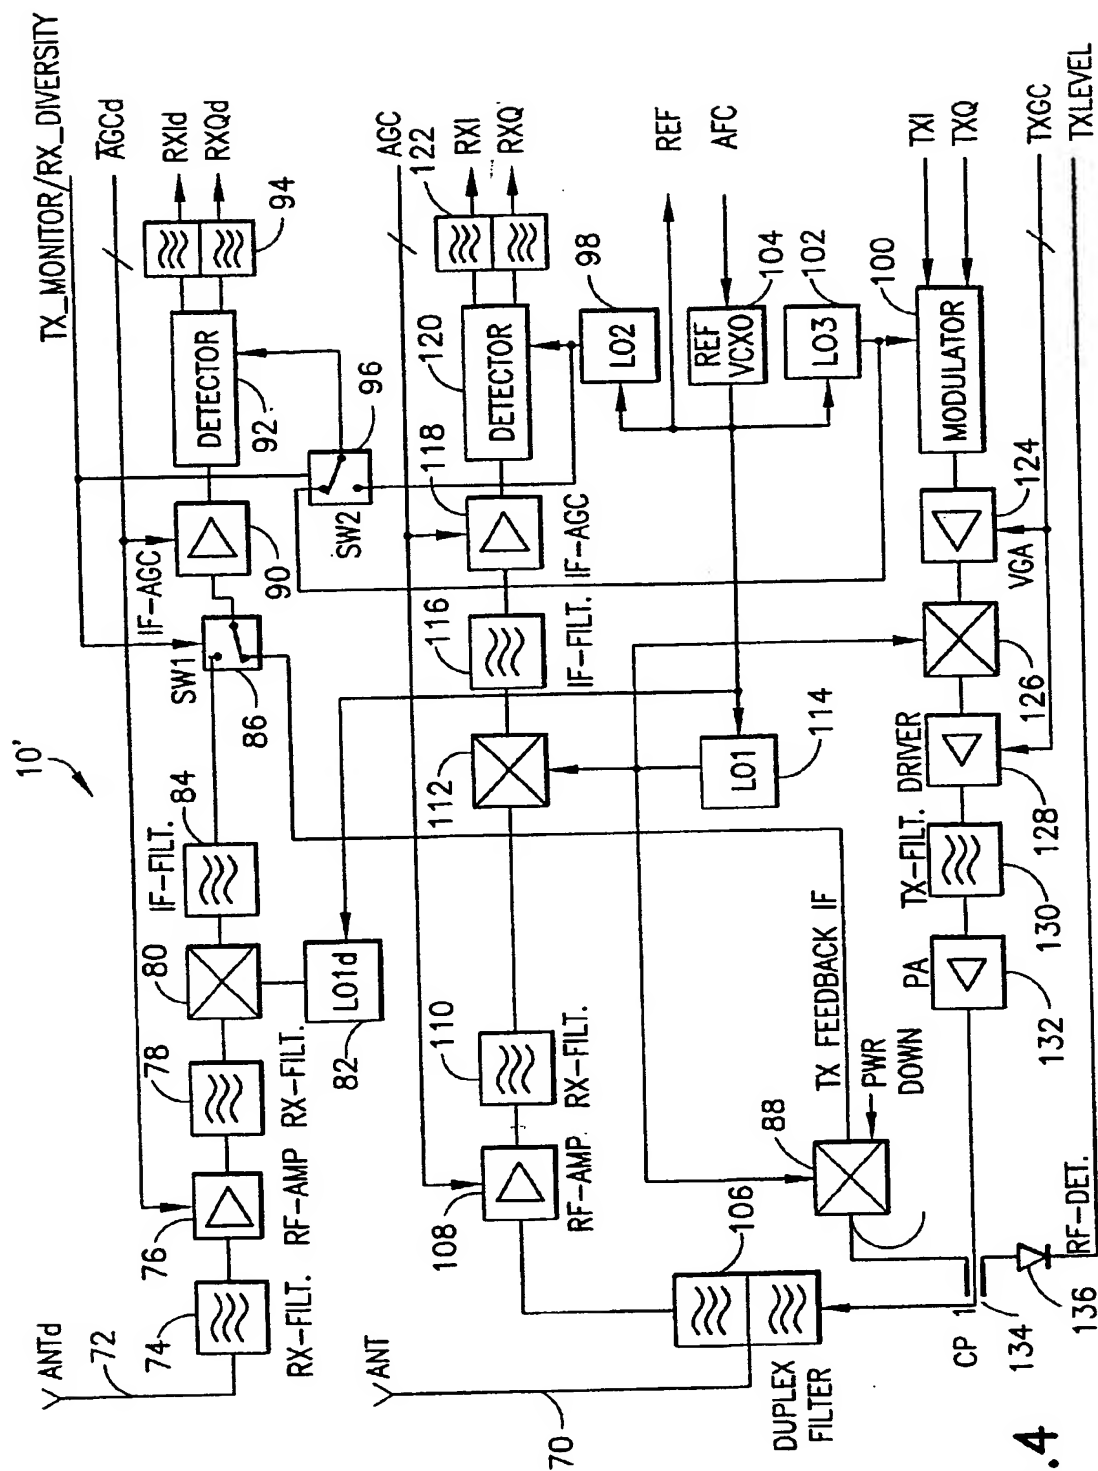 10'
TX_MONITOR/RX_DIVERSITY
AGCd
RXId
RXQd
94
DETECTOR
92
96
SW2
IF-AGC
90
SW1
86
IF-FILT.
84
80
LO1d
82
78
RX-FILT.
RF-AMP
76
74
RX-FILT.
72
ANTd
AGC
122
RXI
RXQ
DETECTOR
120
118
IF-AGC
116
IF-FILT.
112
110
RX-FILT.
RF-AMP.
108
ANT
70
98
LO2
REF
AFC
REF
VCXO
104
LO3
102
LO1
114
106
DUPLEX
FILTER
88
TX FEEDBACK IF
PWR
DOWN
TXI
TXQ
100
MODULATOR
TXGC
TXLEVEL
124
VGA
126
DRIVER
128
TX-FILT.
130
PA
132
CP 1
134
136
RF-DET.
.4